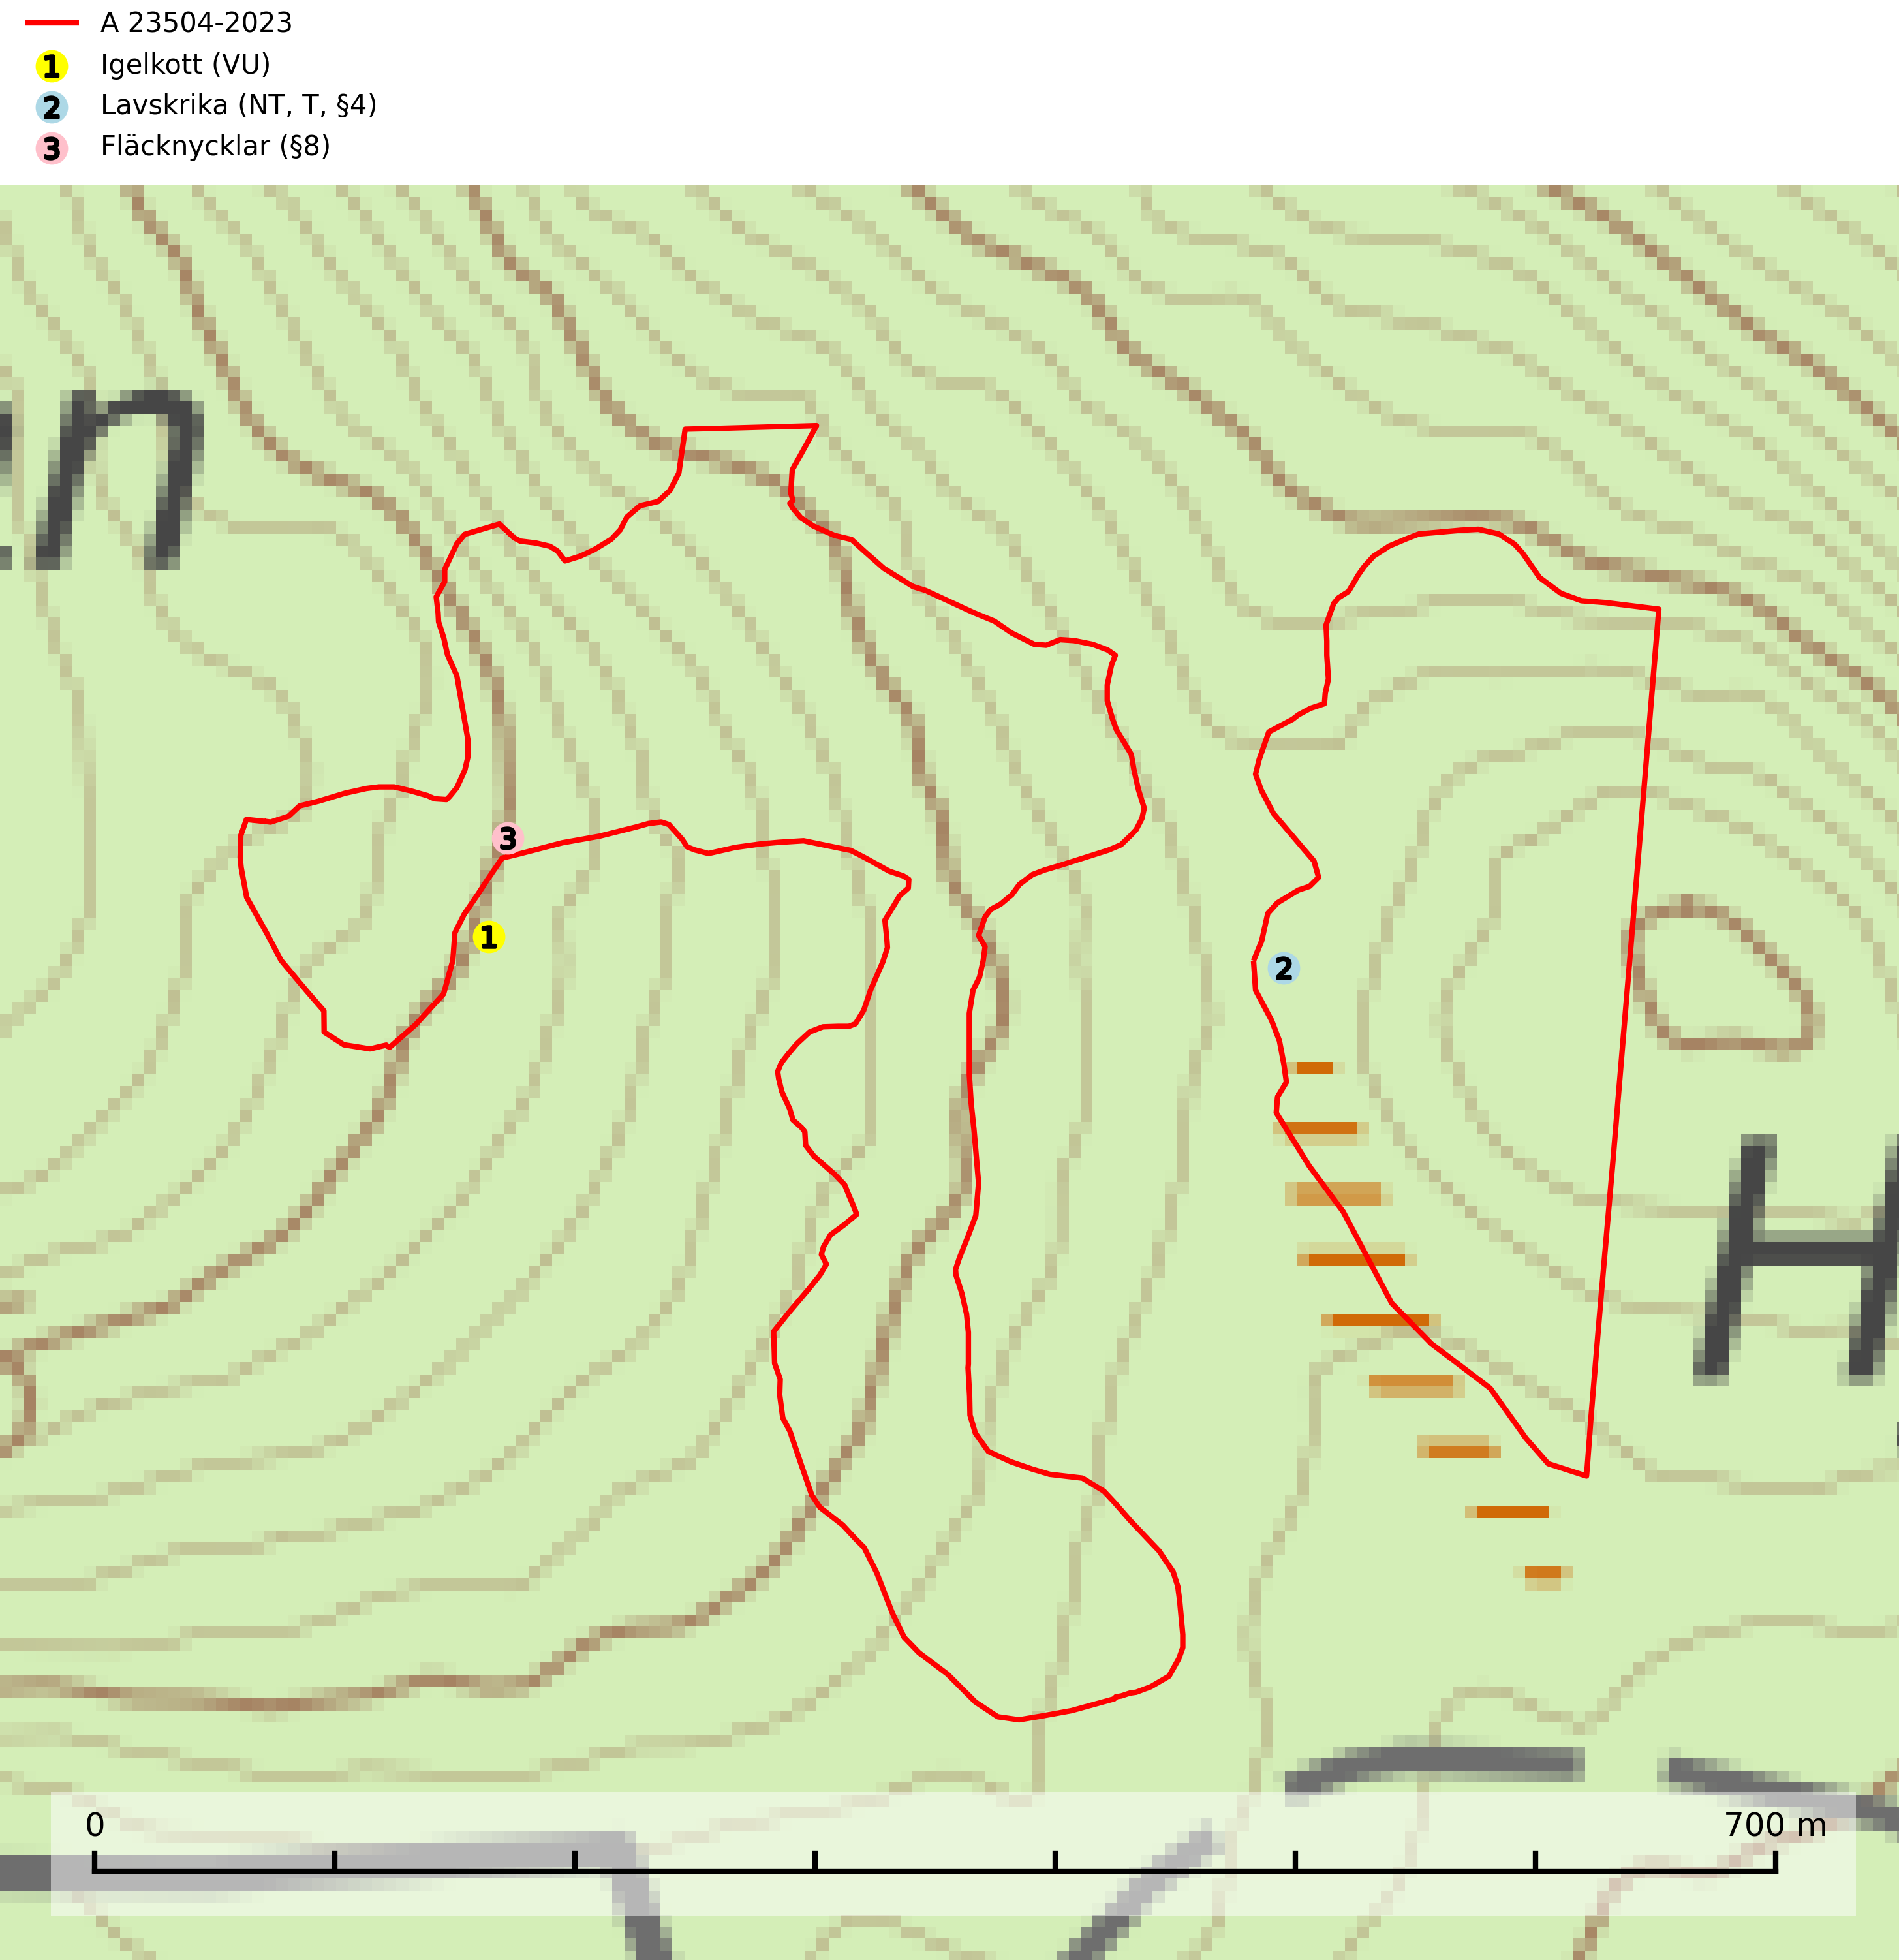 A 23504-2023
1 Igelkott (VU)
2 Lavskrika (NT, T, §4)
3 Fläcknycklar (§8)
n
3
1
2
H
0 700 m